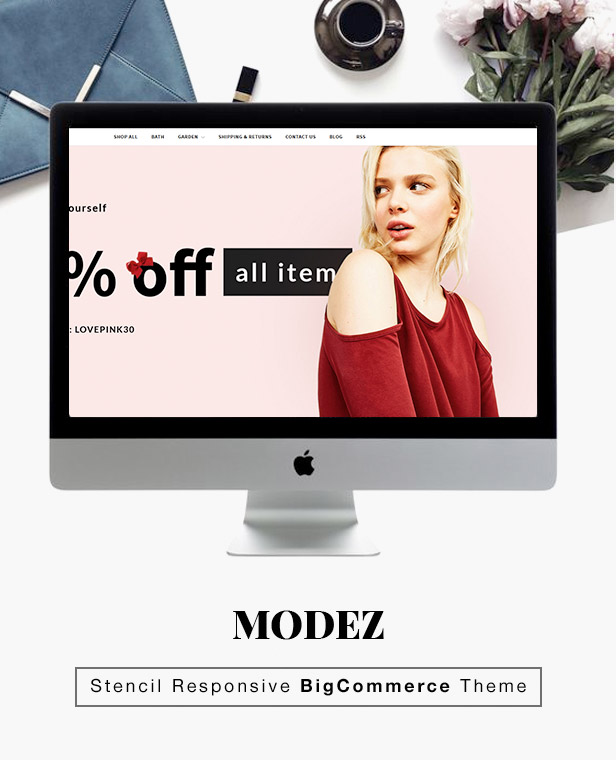 SHOP ALL BATH GARDEN SHIPPING & RETURNS CONTACT US BLOG RSS
ourself
% off all item
: LOVEPINK30
MODEZ
Stencil Responsive BigCommerce Theme